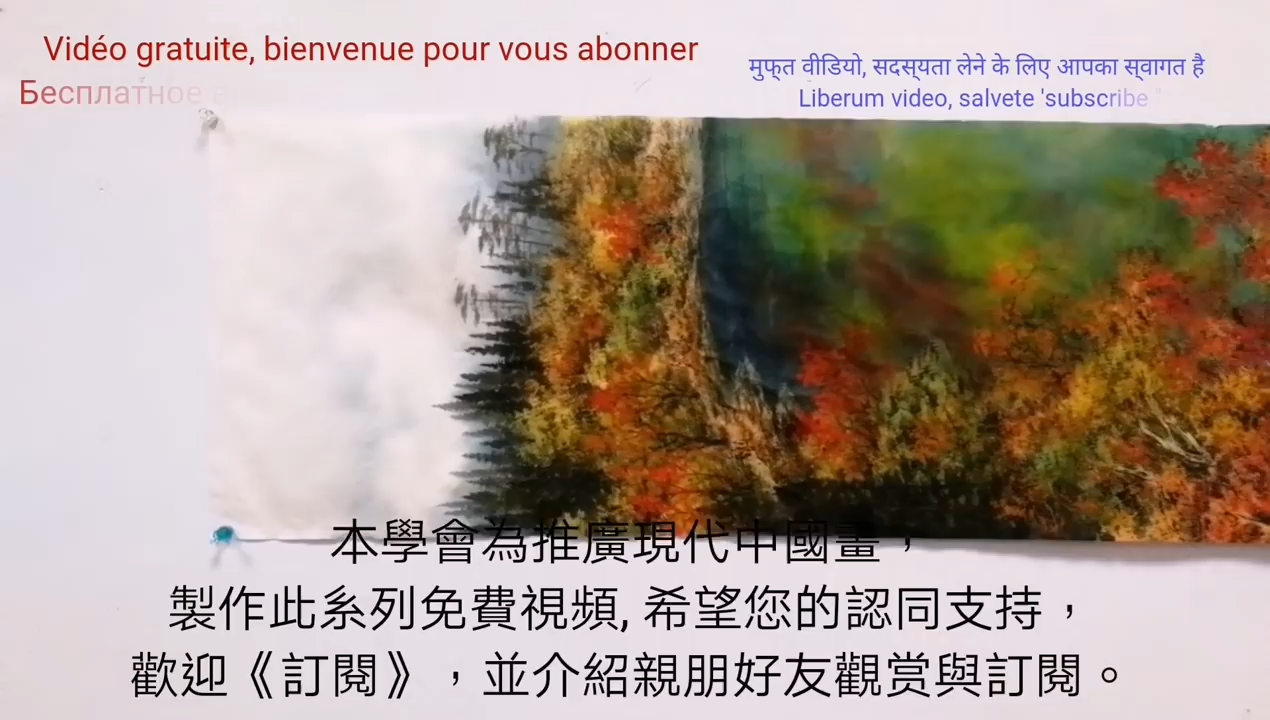 Vidéo gratuite, bienvenue pour vous abonner
Бесплатное
मुफ्त वीडियो, सदस्यता लेने के लिए आपका स्वागत है
Liberum video, salvete 'subscribe "
本學會為推廣現代中國畫，
製作此系列免費視頻, 希望您的認同支持，
歡迎《訂閱》，並介紹親朋好友觀赏與訂閱。